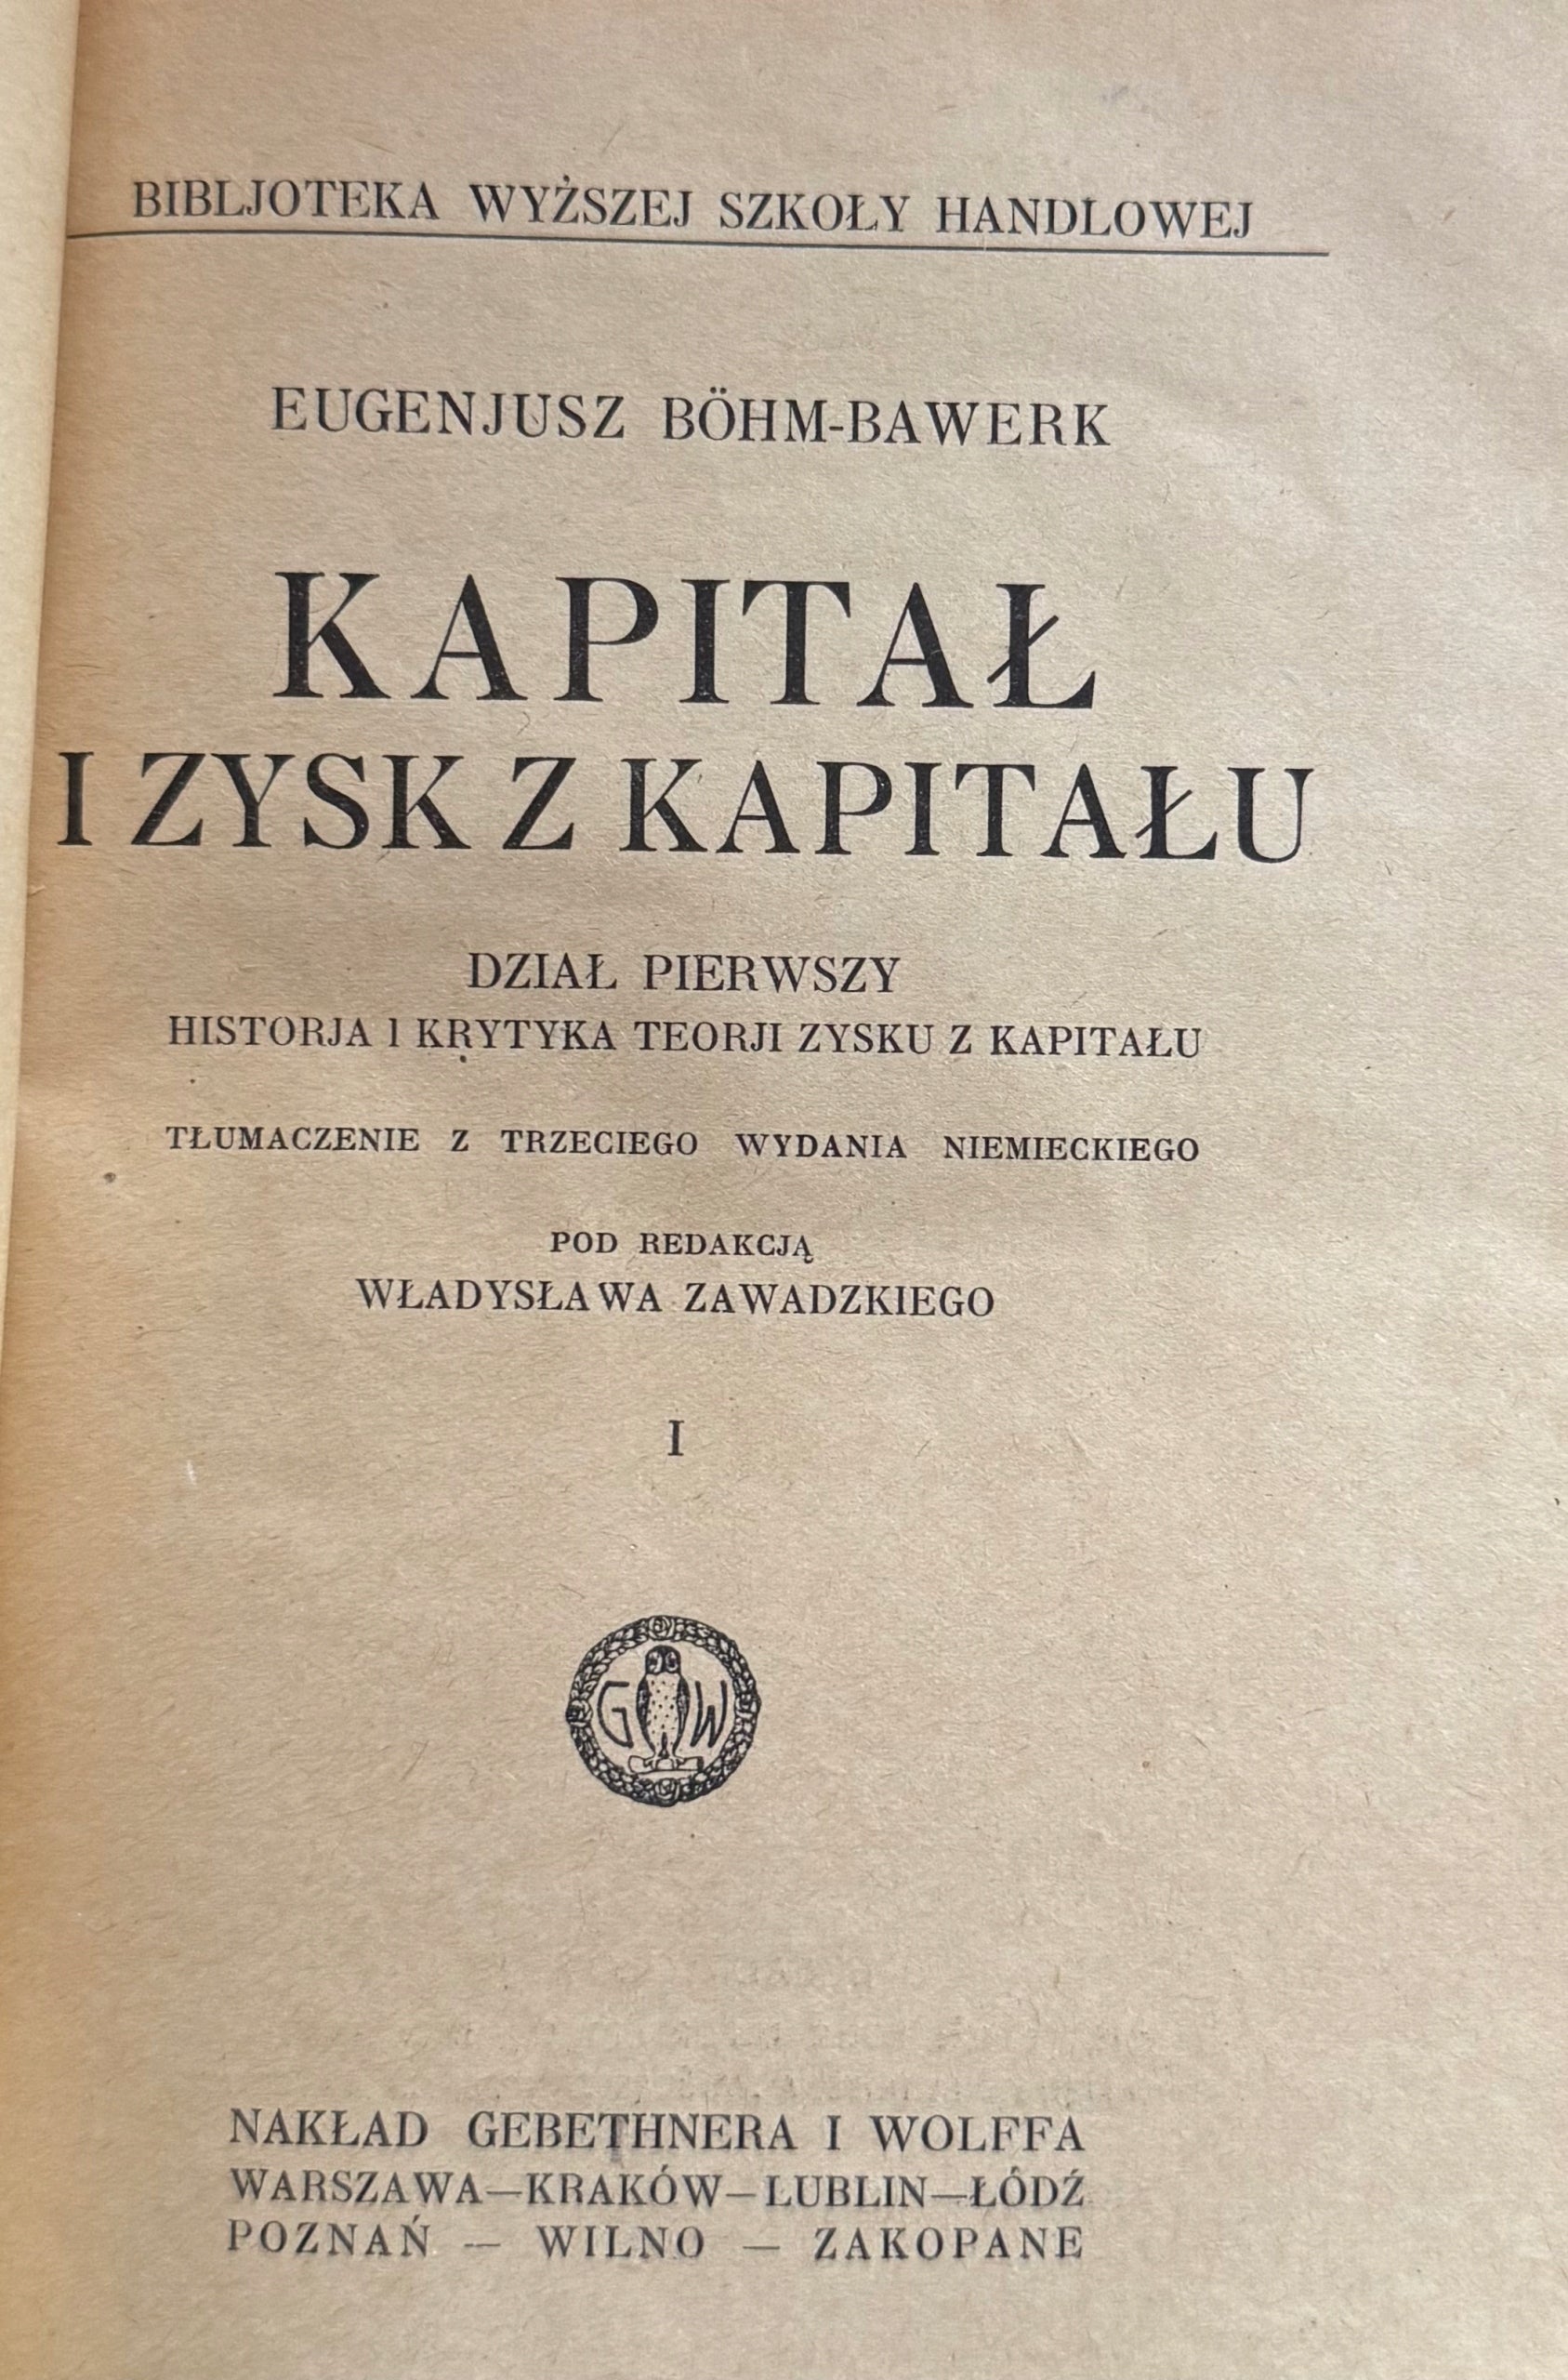 BIBLJOTEKA WYŻSZEJ SZKOŁY HANDLOWEJ
EUGENJUSZ BÖHM-BAWERK
KAPITAŁ
I ZYSK Z KAPITAŁU
DZIAŁ PIERWSZY
HISTORJA I KRYTYKA TEORJI ZYSKU Z KAPITAŁU
TŁUMACZENIE Z TRZECIEGO WYDANIA NIEMIECKIEGO
POD REDAKCJĄ
WŁADYSŁAWA ZAWADZKIEGO
I
G W
NAKŁAD GEBETHNERA I WOLFFA
WARSZAWA—KRAKÓW—LUBLIN—ŁÓDŹ
POZNAŃ — WILNO — ZAKOPANE